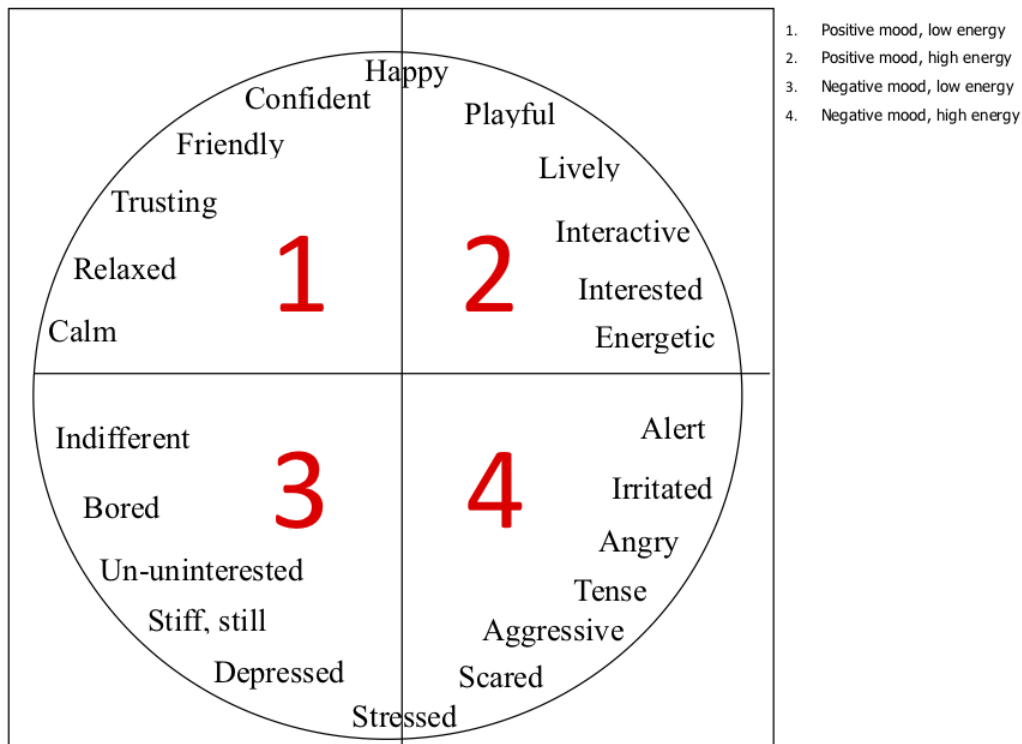 Happy
Confident
Playful
Friendly
Lively
Trusting
Interactive
Relaxed
Interested
Calm
Energetic
1
2
Indifferent
Alert
Bored
Irritated
Un-uninterested
Angry
Stiff, still
Tense
Aggressive
Depressed
Scared
Stressed
3
4
1. Positive mood, low energy
2. Positive mood, high energy
3. Negative mood, low energy
4. Negative mood, high energy